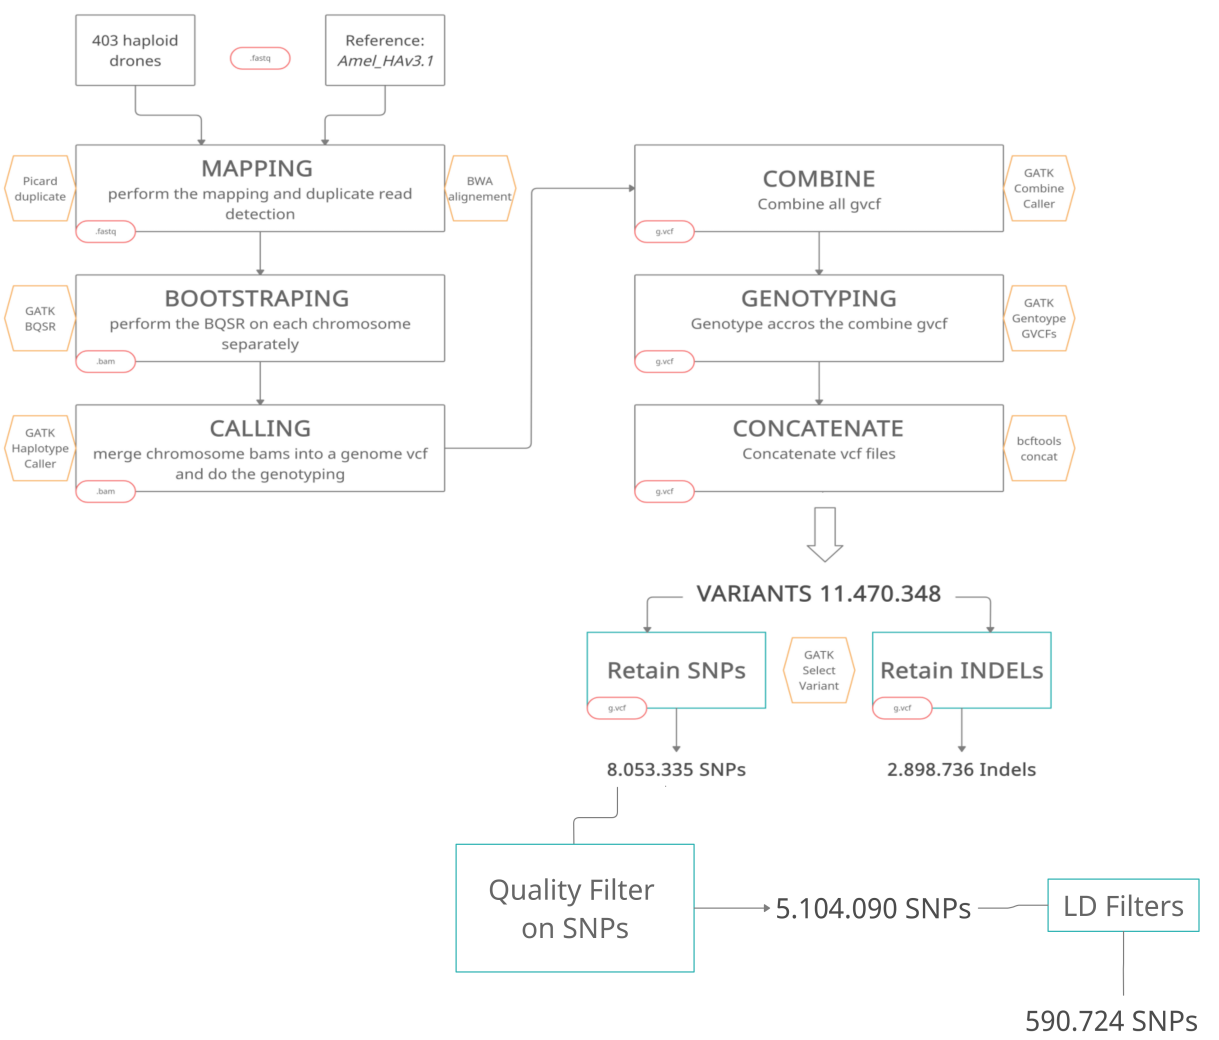 403 haploid
drones
.fastq
Reference:
Amel_HAv3.1
Picard
duplicate
MAPPING
perform the mapping and duplicate read
detection
.fastq
BWA
alignement
GATK
BQSR
BOOTSTRAPING
perform the BQSR on each chromosome
separately
.bam
GATK
Haplotype
Caller
CALLING
merge chromosome bams into a genome vcf
and do the genotyping
.bam
COMBINE
Combine all gvcf
g.vcf
GATK
Combine
Caller
GENOTYPING
Genotype accros the combine gvcf
g.vcf
GATK
Gentoype
GVCFs
CONCATENATE
Concatenate vcf files
g.vcf
bcftools
concat
VARIANTS 11.470.348
Retain SNPs
g.vcf
GATK
Select
Variant
Retain INDELs
g.vcf
8.053.335 SNPs
2.898.736 Indels
Quality Filter
on SNPs
5.104.090 SNPs
LD Filters
590.724 SNPs